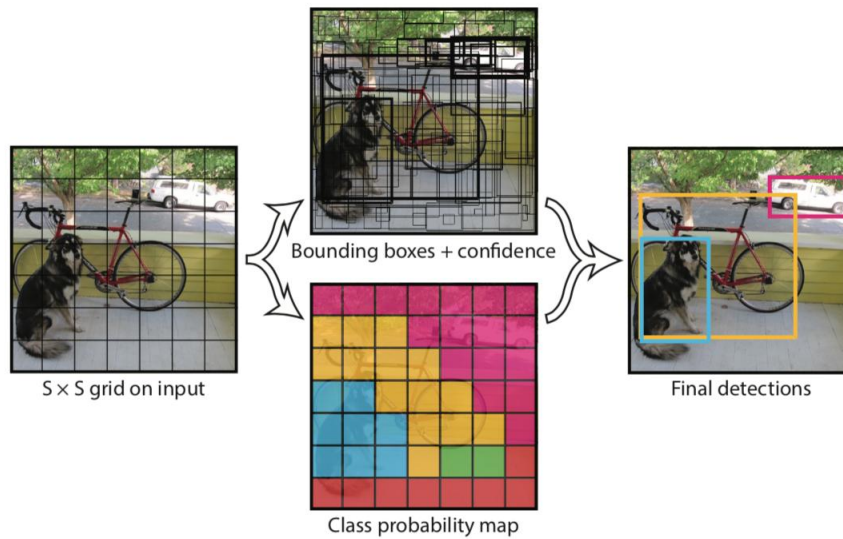 Bounding boxes + confidence
S × S grid on input
Final detections
Class probability map